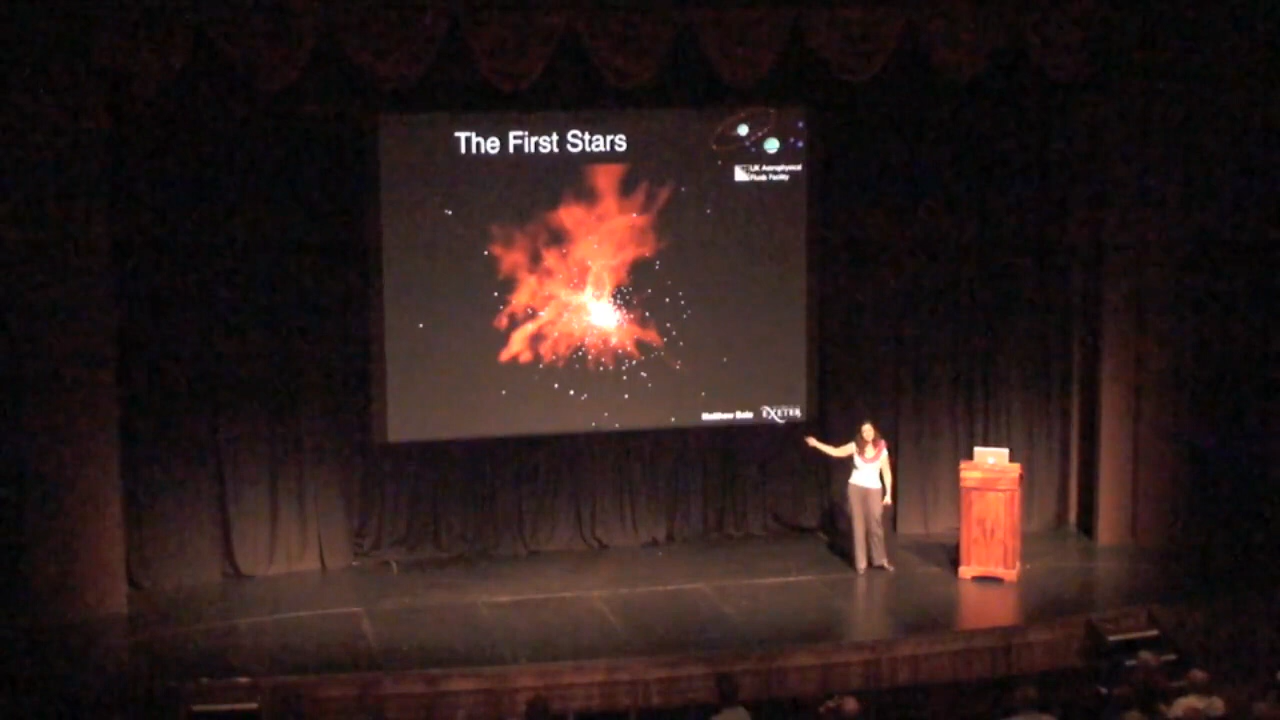 The First Stars
UK Astrophysical
Fluids Facility
Matthew Bate
EXETER